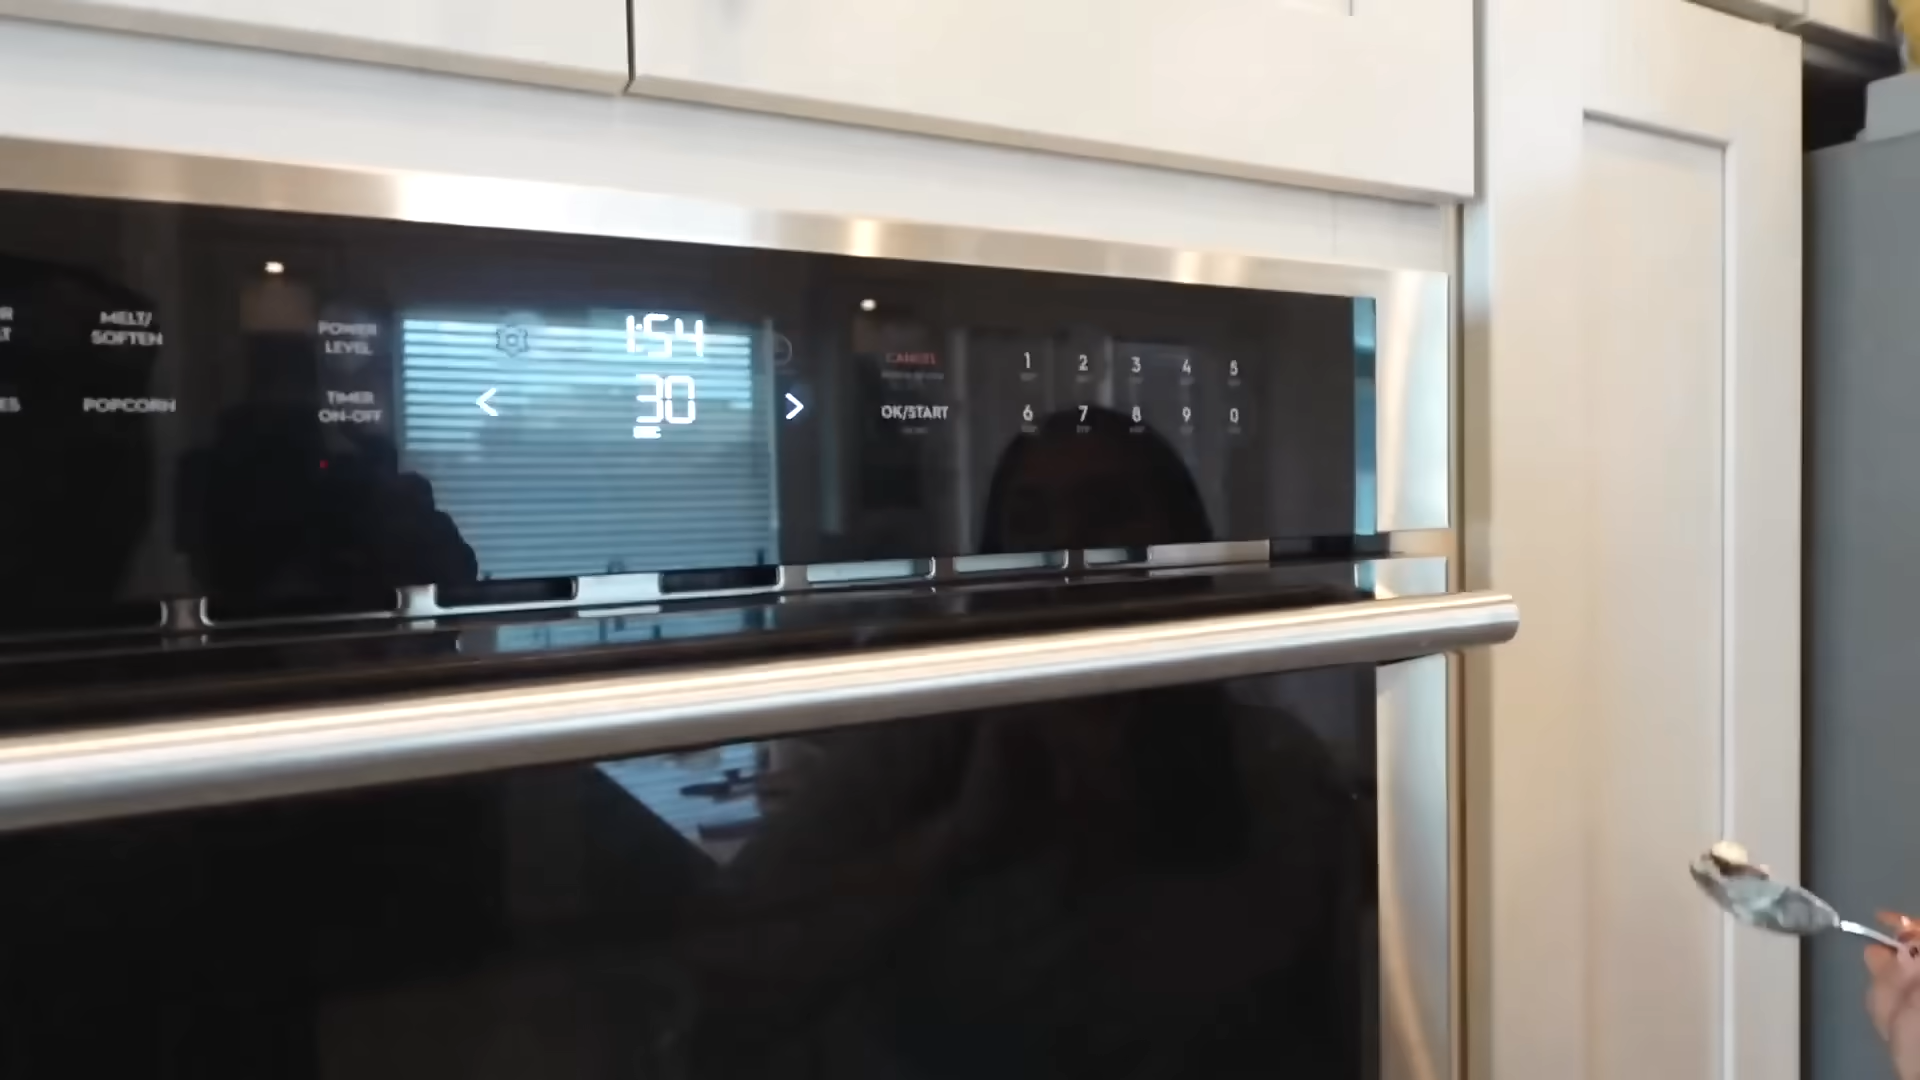 MELT/
SOFTEN
POPCORN
POWER
LEVEL
TIMER
ON-OFF
1:54
<
30
>
CANCEL
OK/START
1 2 3 4 5
6 7 8 9 0